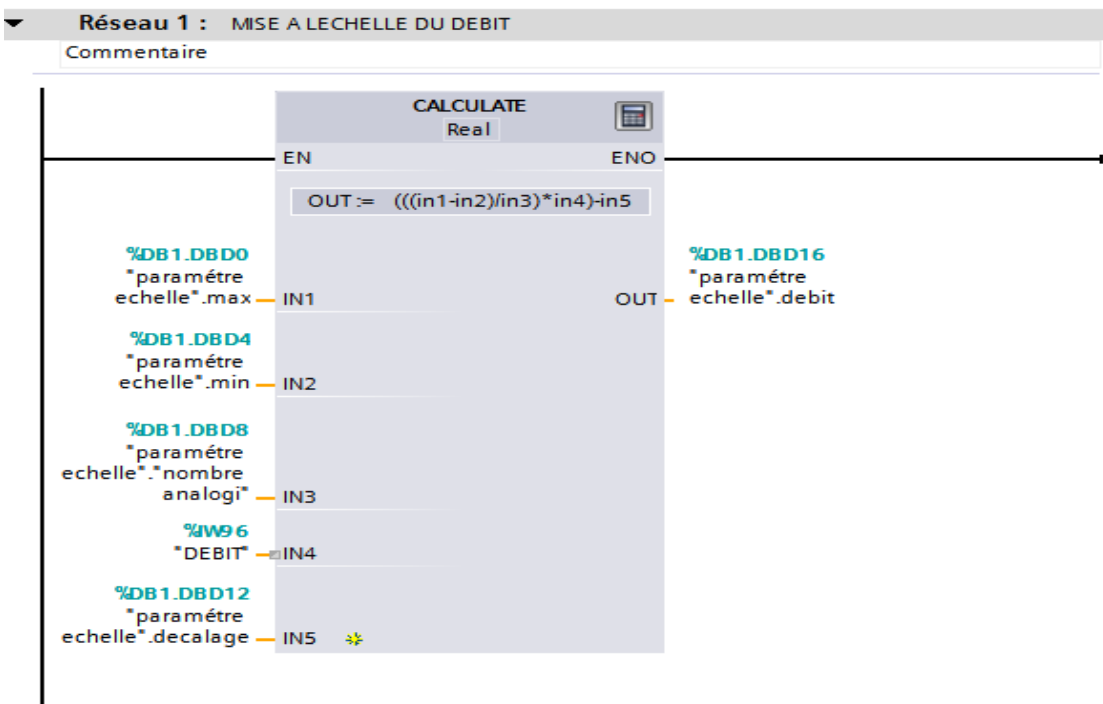 Réseau 1 : MISE A LECHELLE DU DEBIT
Commentaire
CALCULATE
Real
EN ENO
OUT := (((in1-in2)/in3)*in4)-in5
%DB1.DBD0
"paramétre
echelle".max IN1
%DB1.DBD16
"paramétre
OUT echelle".debit
%DB1.DBD4
"paramétre
echelle".min IN2
%DB1.DBD8
"paramétre
echelle"."nombre
analogi" IN3
%IW96
"DEBIT" IN4
%DB1.DBD12
"paramétre
echelle".decalage IN5